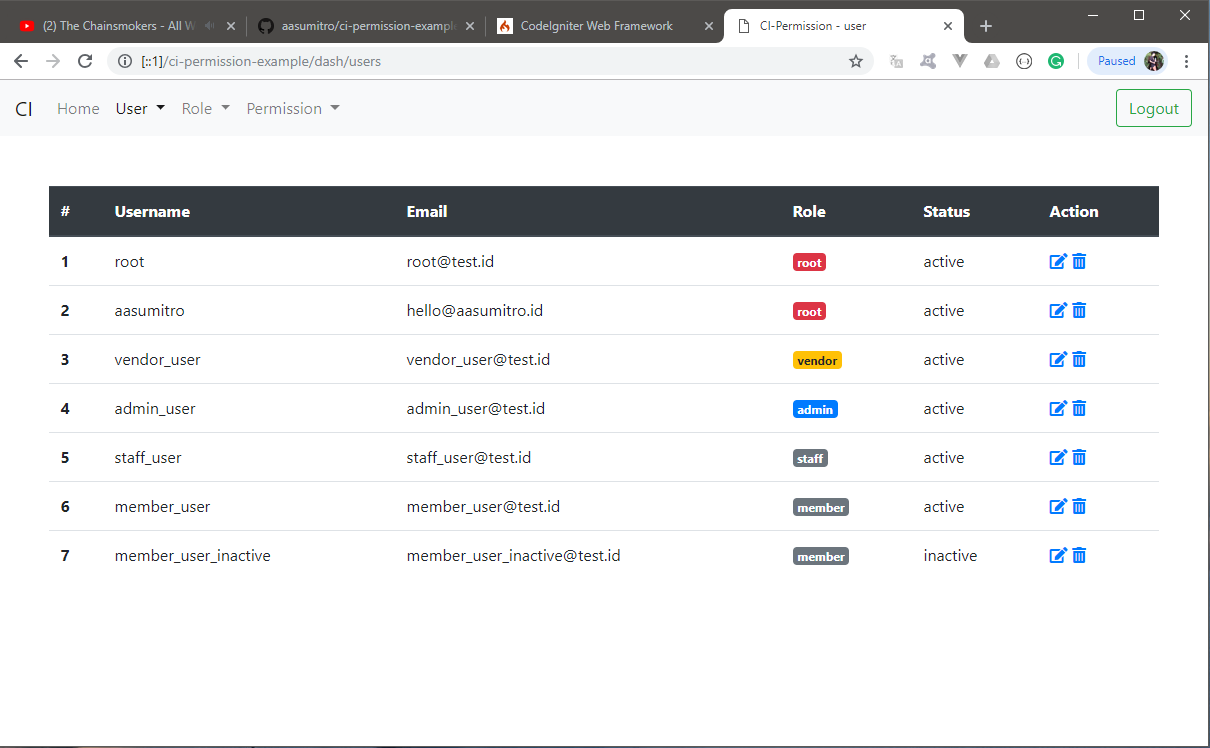 (2) The Chainsmokers - All W
aasumitro/ci-permission-example
CodeIgniter Web Framework
CI-Permission - user
[::1]/ci-permission-example/dash/users
Paused
CI Home User Role Permission Logout
# Username Email Role Status Action
1 root root@test.id root active
2 aasumitro hello@aasumitro.id root active
3 vendor_user vendor_user@test.id vendor active
4 admin_user admin_user@test.id admin active
5 staff_user staff_user@test.id staff active
6 member_user member_user@test.id member active
7 member_user_inactive member_user_inactive@test.id member inactive